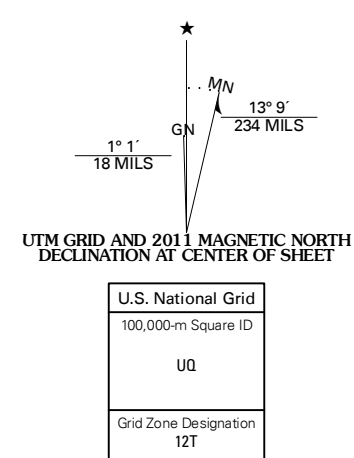 ★
MN
13° 9´
234 MILS
GN
1° 1´
18 MILS
UTM GRID AND 2011 MAGNETIC NORTH
DECLINATION AT CENTER OF SHEET
U.S. National Grid
100,000-m Square ID
UQ
Grid Zone Designation
12T